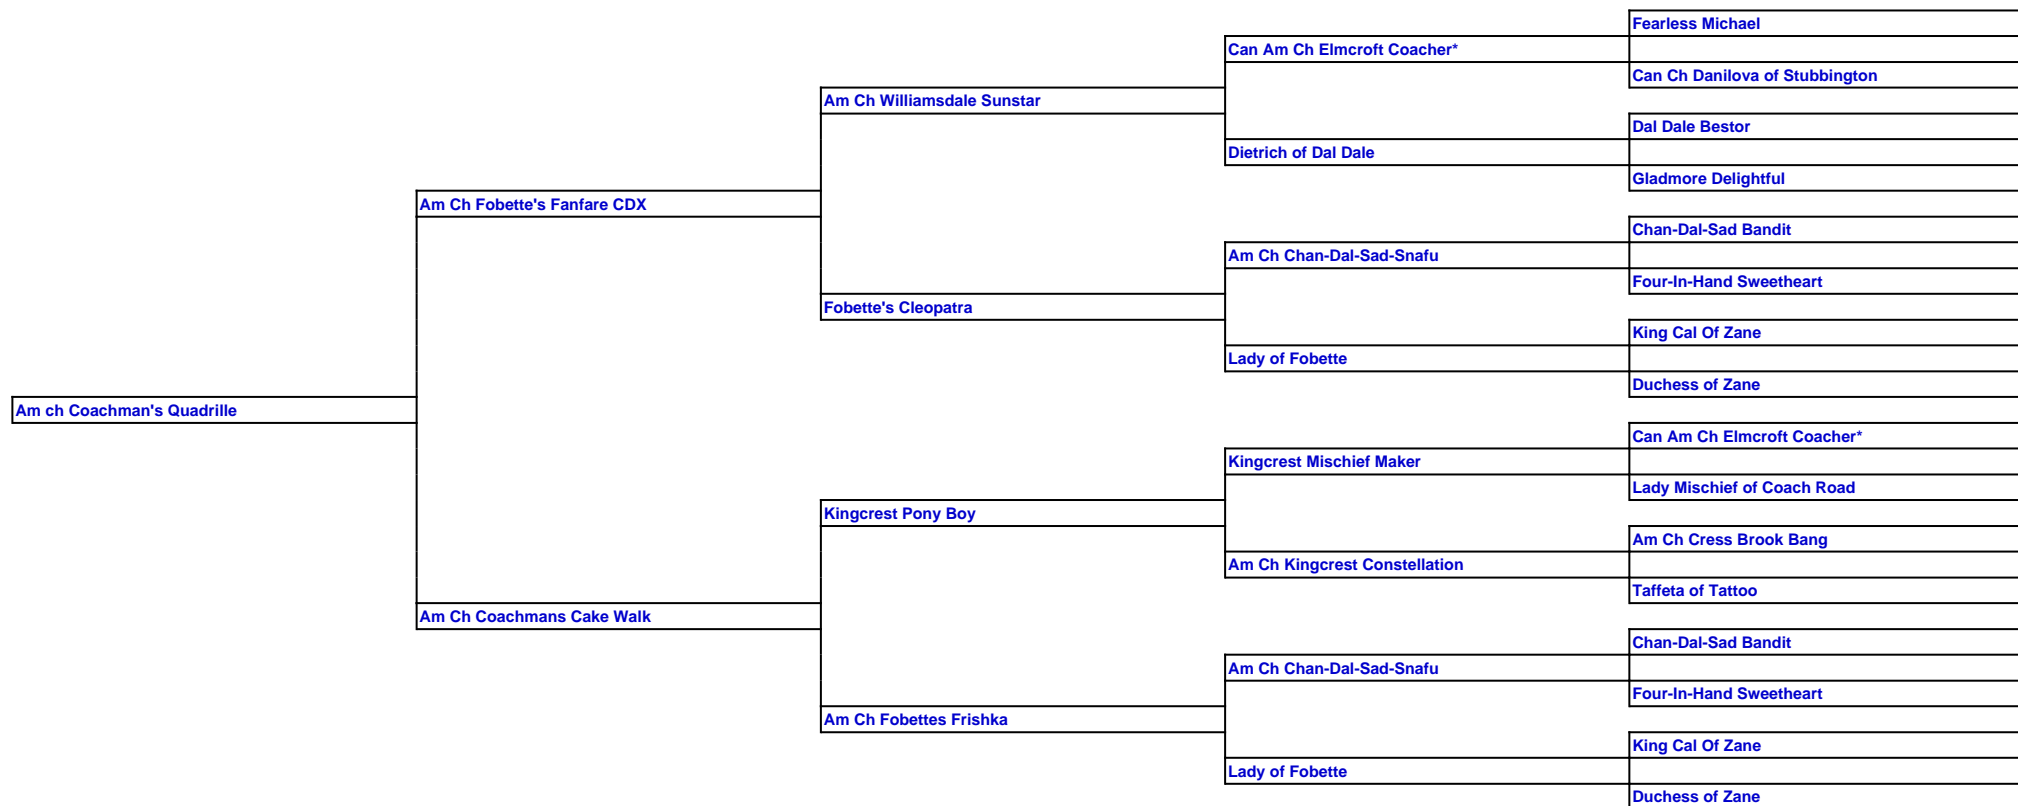 Fearless Michael
Can Am Ch Elmcroft Coacher*
Can Ch Danilova of Stubbington
Am Ch Williamsdale Sunstar
Dal Dale Bestor
Dietrich of Dal Dale
Gladmore Delightful
Am Ch Fobette's Fanfare CDX
Chan-Dal-Sad Bandit
Am Ch Chan-Dal-Sad-Snafu
Four-In-Hand Sweetheart
Fobette's Cleopatra
King Cal Of Zane
Lady of Fobette
Duchess of Zane
Am ch Coachman's Quadrille
Can Am Ch Elmcroft Coacher*
Kingcrest Mischief Maker
Lady Mischief of Coach Road
Kingcrest Pony Boy
Am Ch Cress Brook Bang
Am Ch Kingcrest Constellation
Taffeta of Tattoo
Am Ch Coachmans Cake Walk
Chan-Dal-Sad Bandit
Am Ch Chan-Dal-Sad-Snafu
Four-In-Hand Sweetheart
Am Ch Fobettes Frishka
King Cal Of Zane
Lady of Fobette
Duchess of Zane